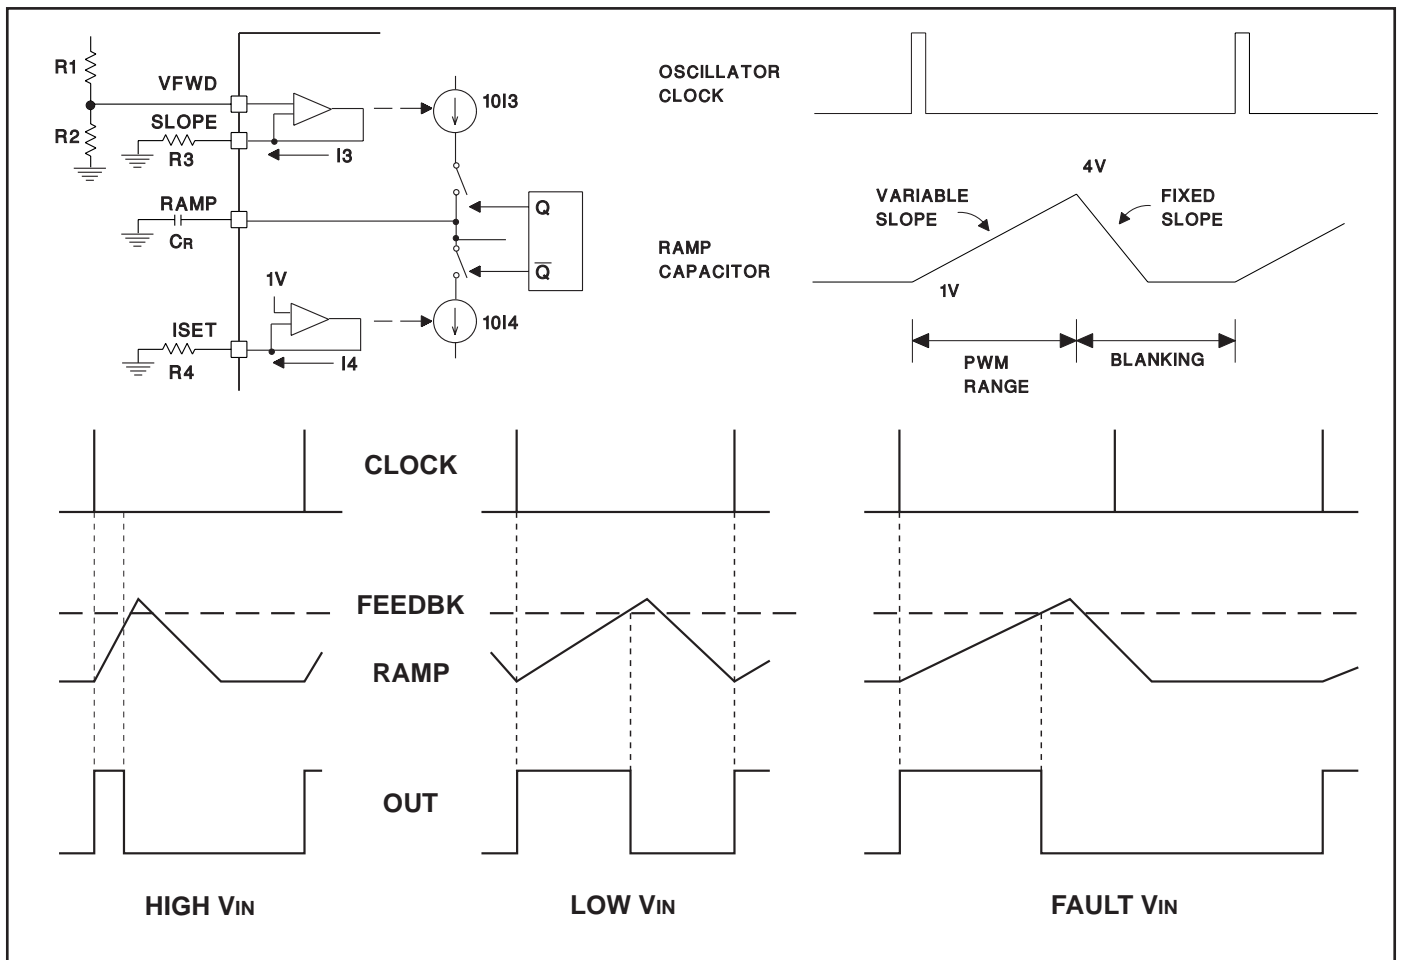 R1
VFWD
R2
SLOPE
R3
I3
10I3
RAMP
CR
Q
Q̅
1V
ISET
R4
I4
10I4
OSCILLATOR
CLOCK
4V
VARIABLE
SLOPE
FIXED
SLOPE
RAMP
CAPACITOR
1V
PWM
RANGE
BLANKING
CLOCK
FEEDBK
RAMP
OUT
HIGH VIN
LOW VIN
FAULT VIN